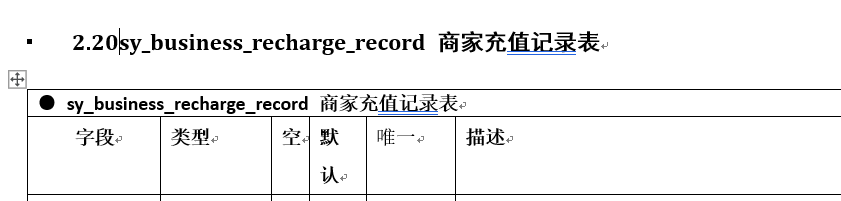 ▪ 2.20sy_business_recharge_record 商家充值记录表
● sy_business_recharge_record 商家充值记录表
字段 类型 空 默认 唯一 描述